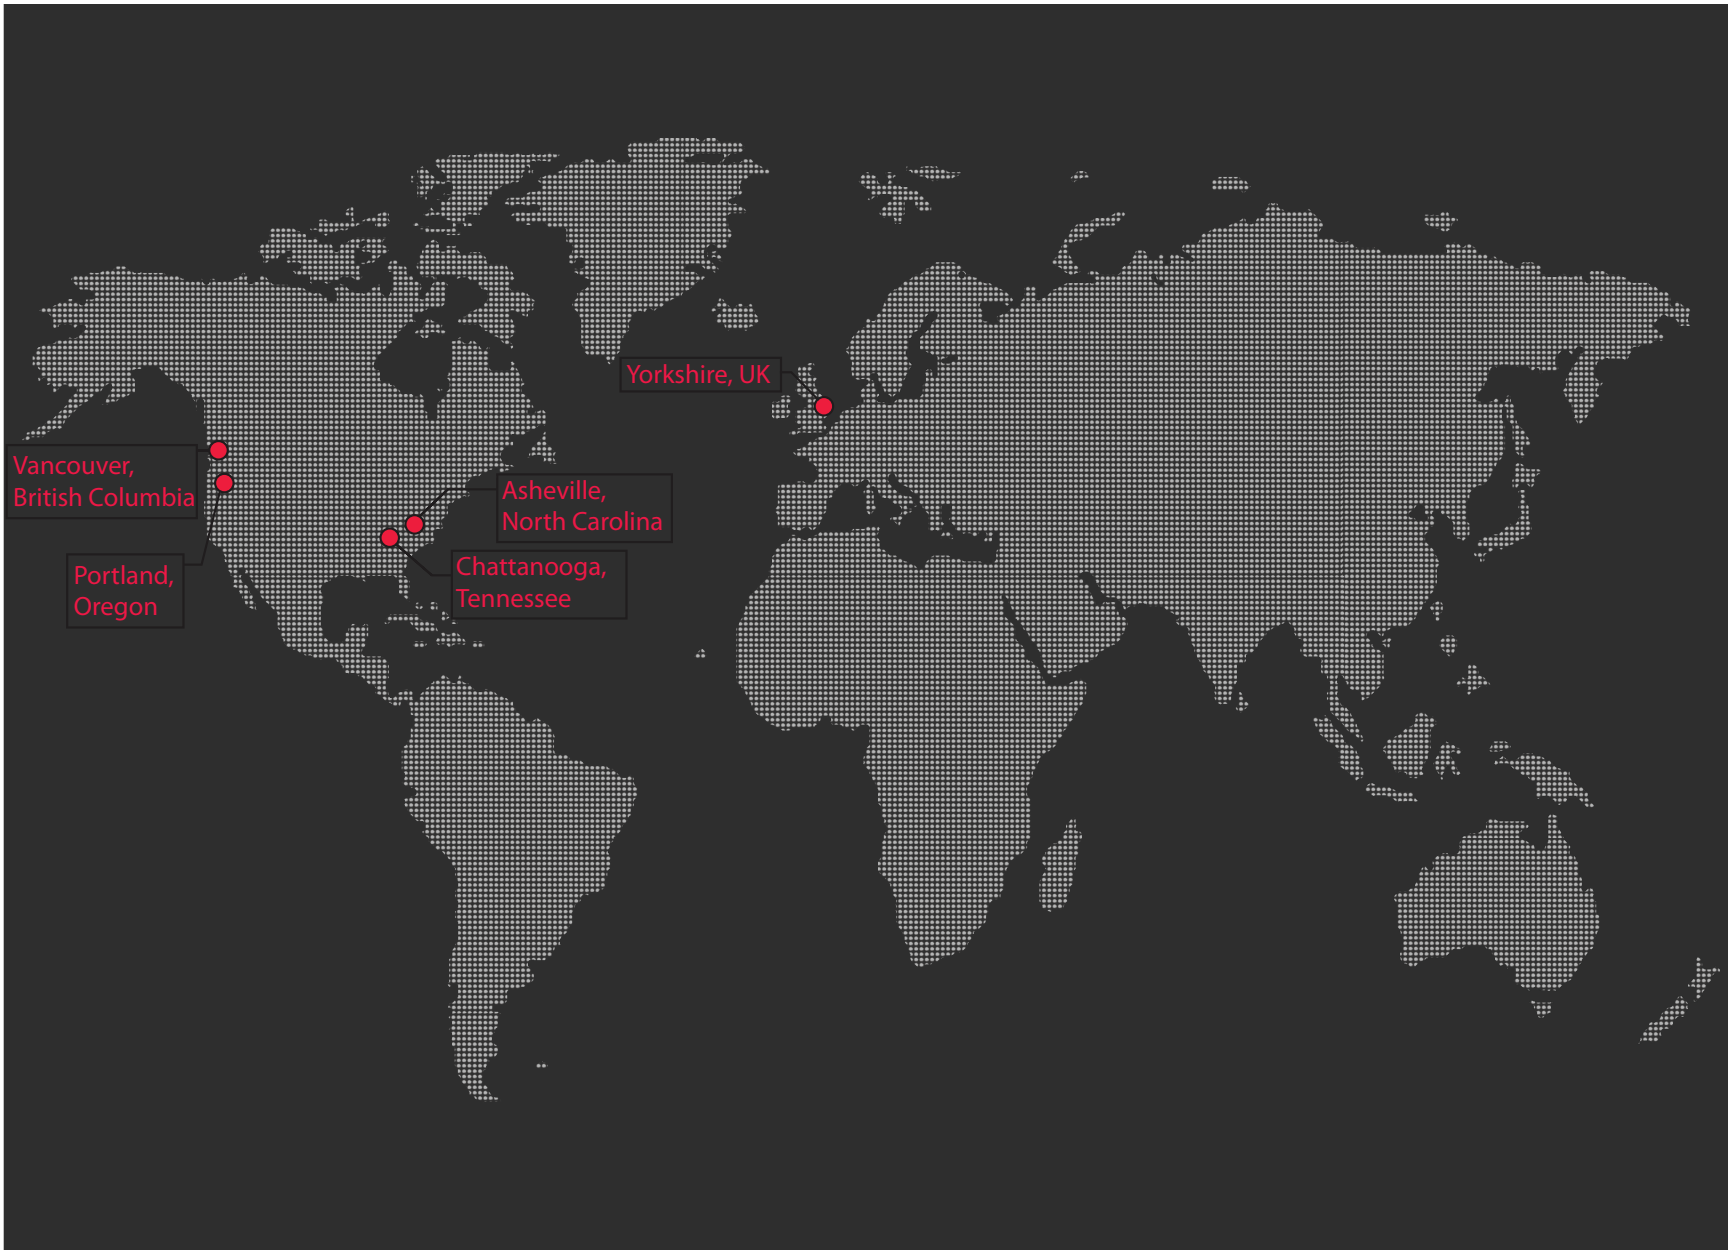 Yorkshire, UK
Vancouver,
British Columbia
Asheville,
North Carolina
Portland,
Oregon
Chattanooga,
Tennessee